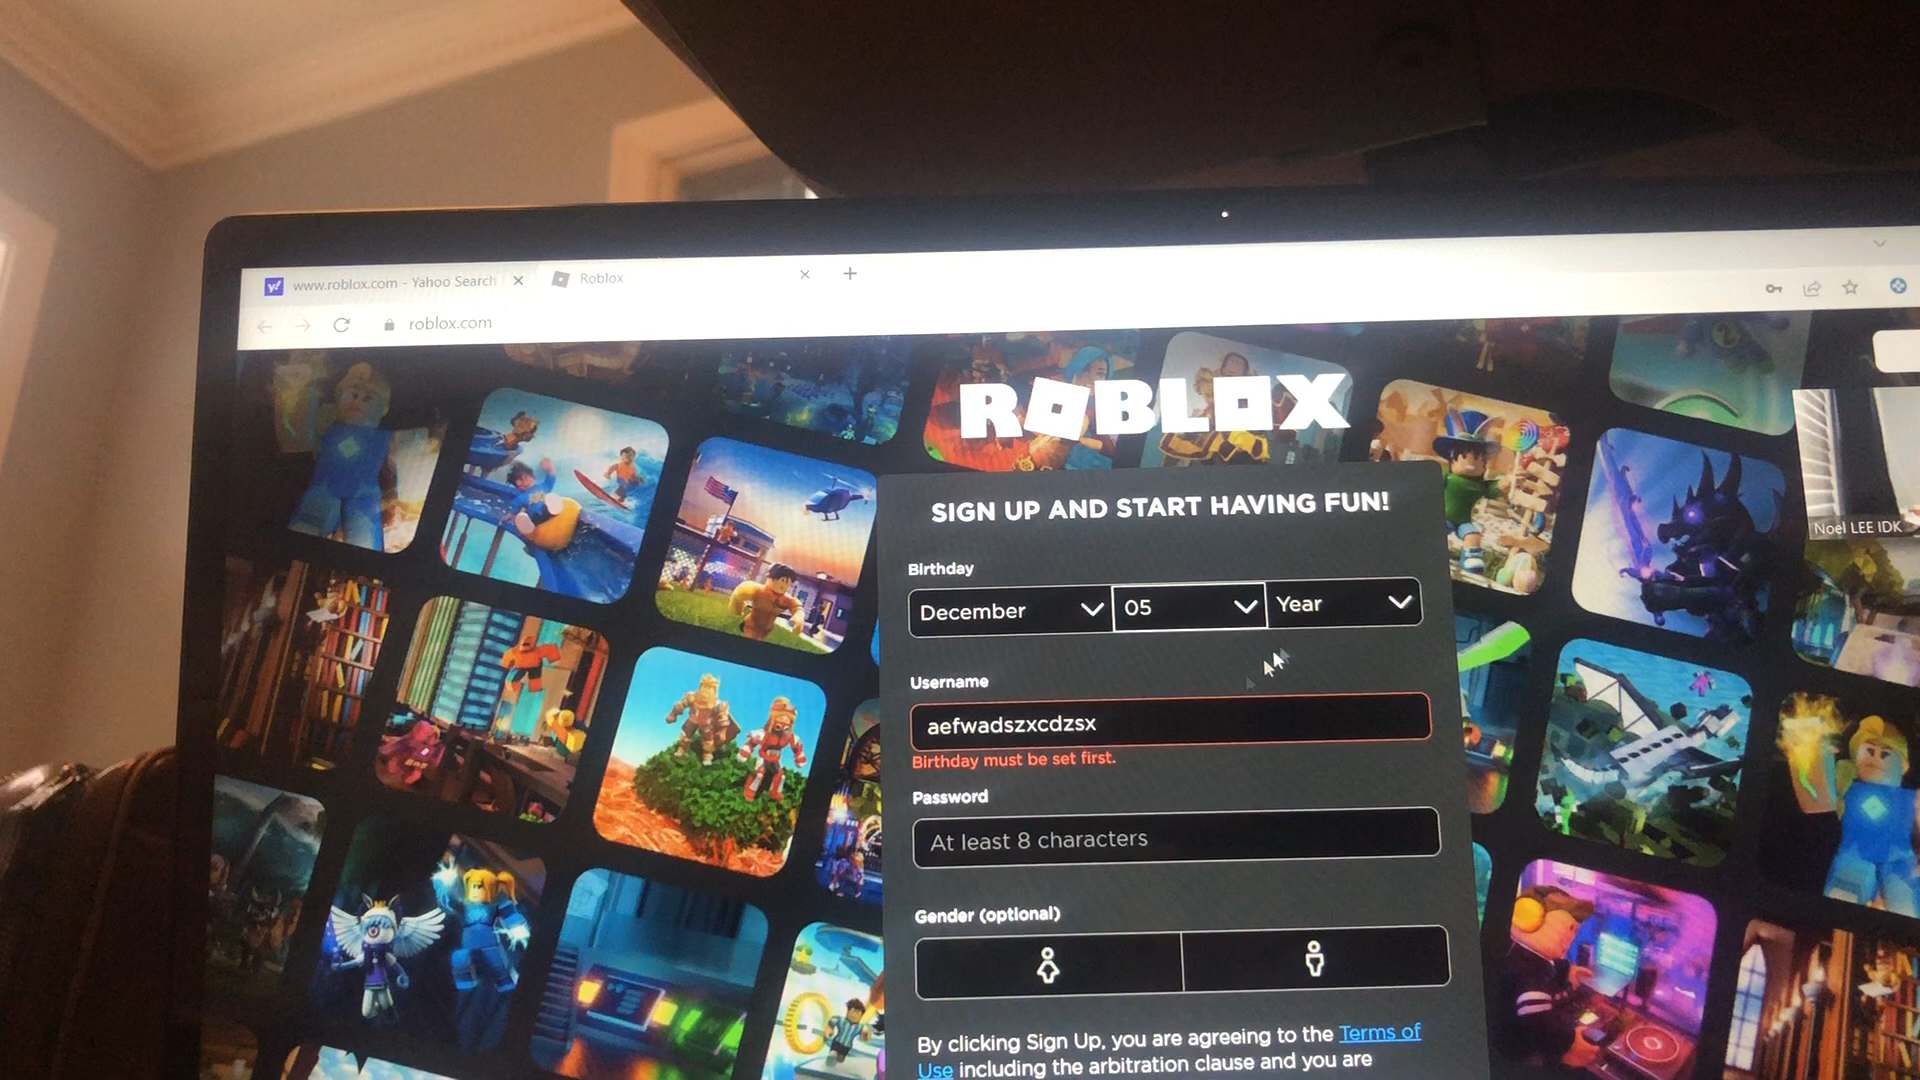 www.roblox.com - Yahoo Search
Roblox
roblox.com
ROBLOX
SIGN UP AND START HAVING FUN!
Birthday
December
05
Year
Noel LEE IDK
Username
aefwadszxcdzsx
Birthday must be set first.
Password
At least 8 characters
Gender (optional)
By clicking Sign Up, you are agreeing to the Terms of
Use including the arbitration clause and you are